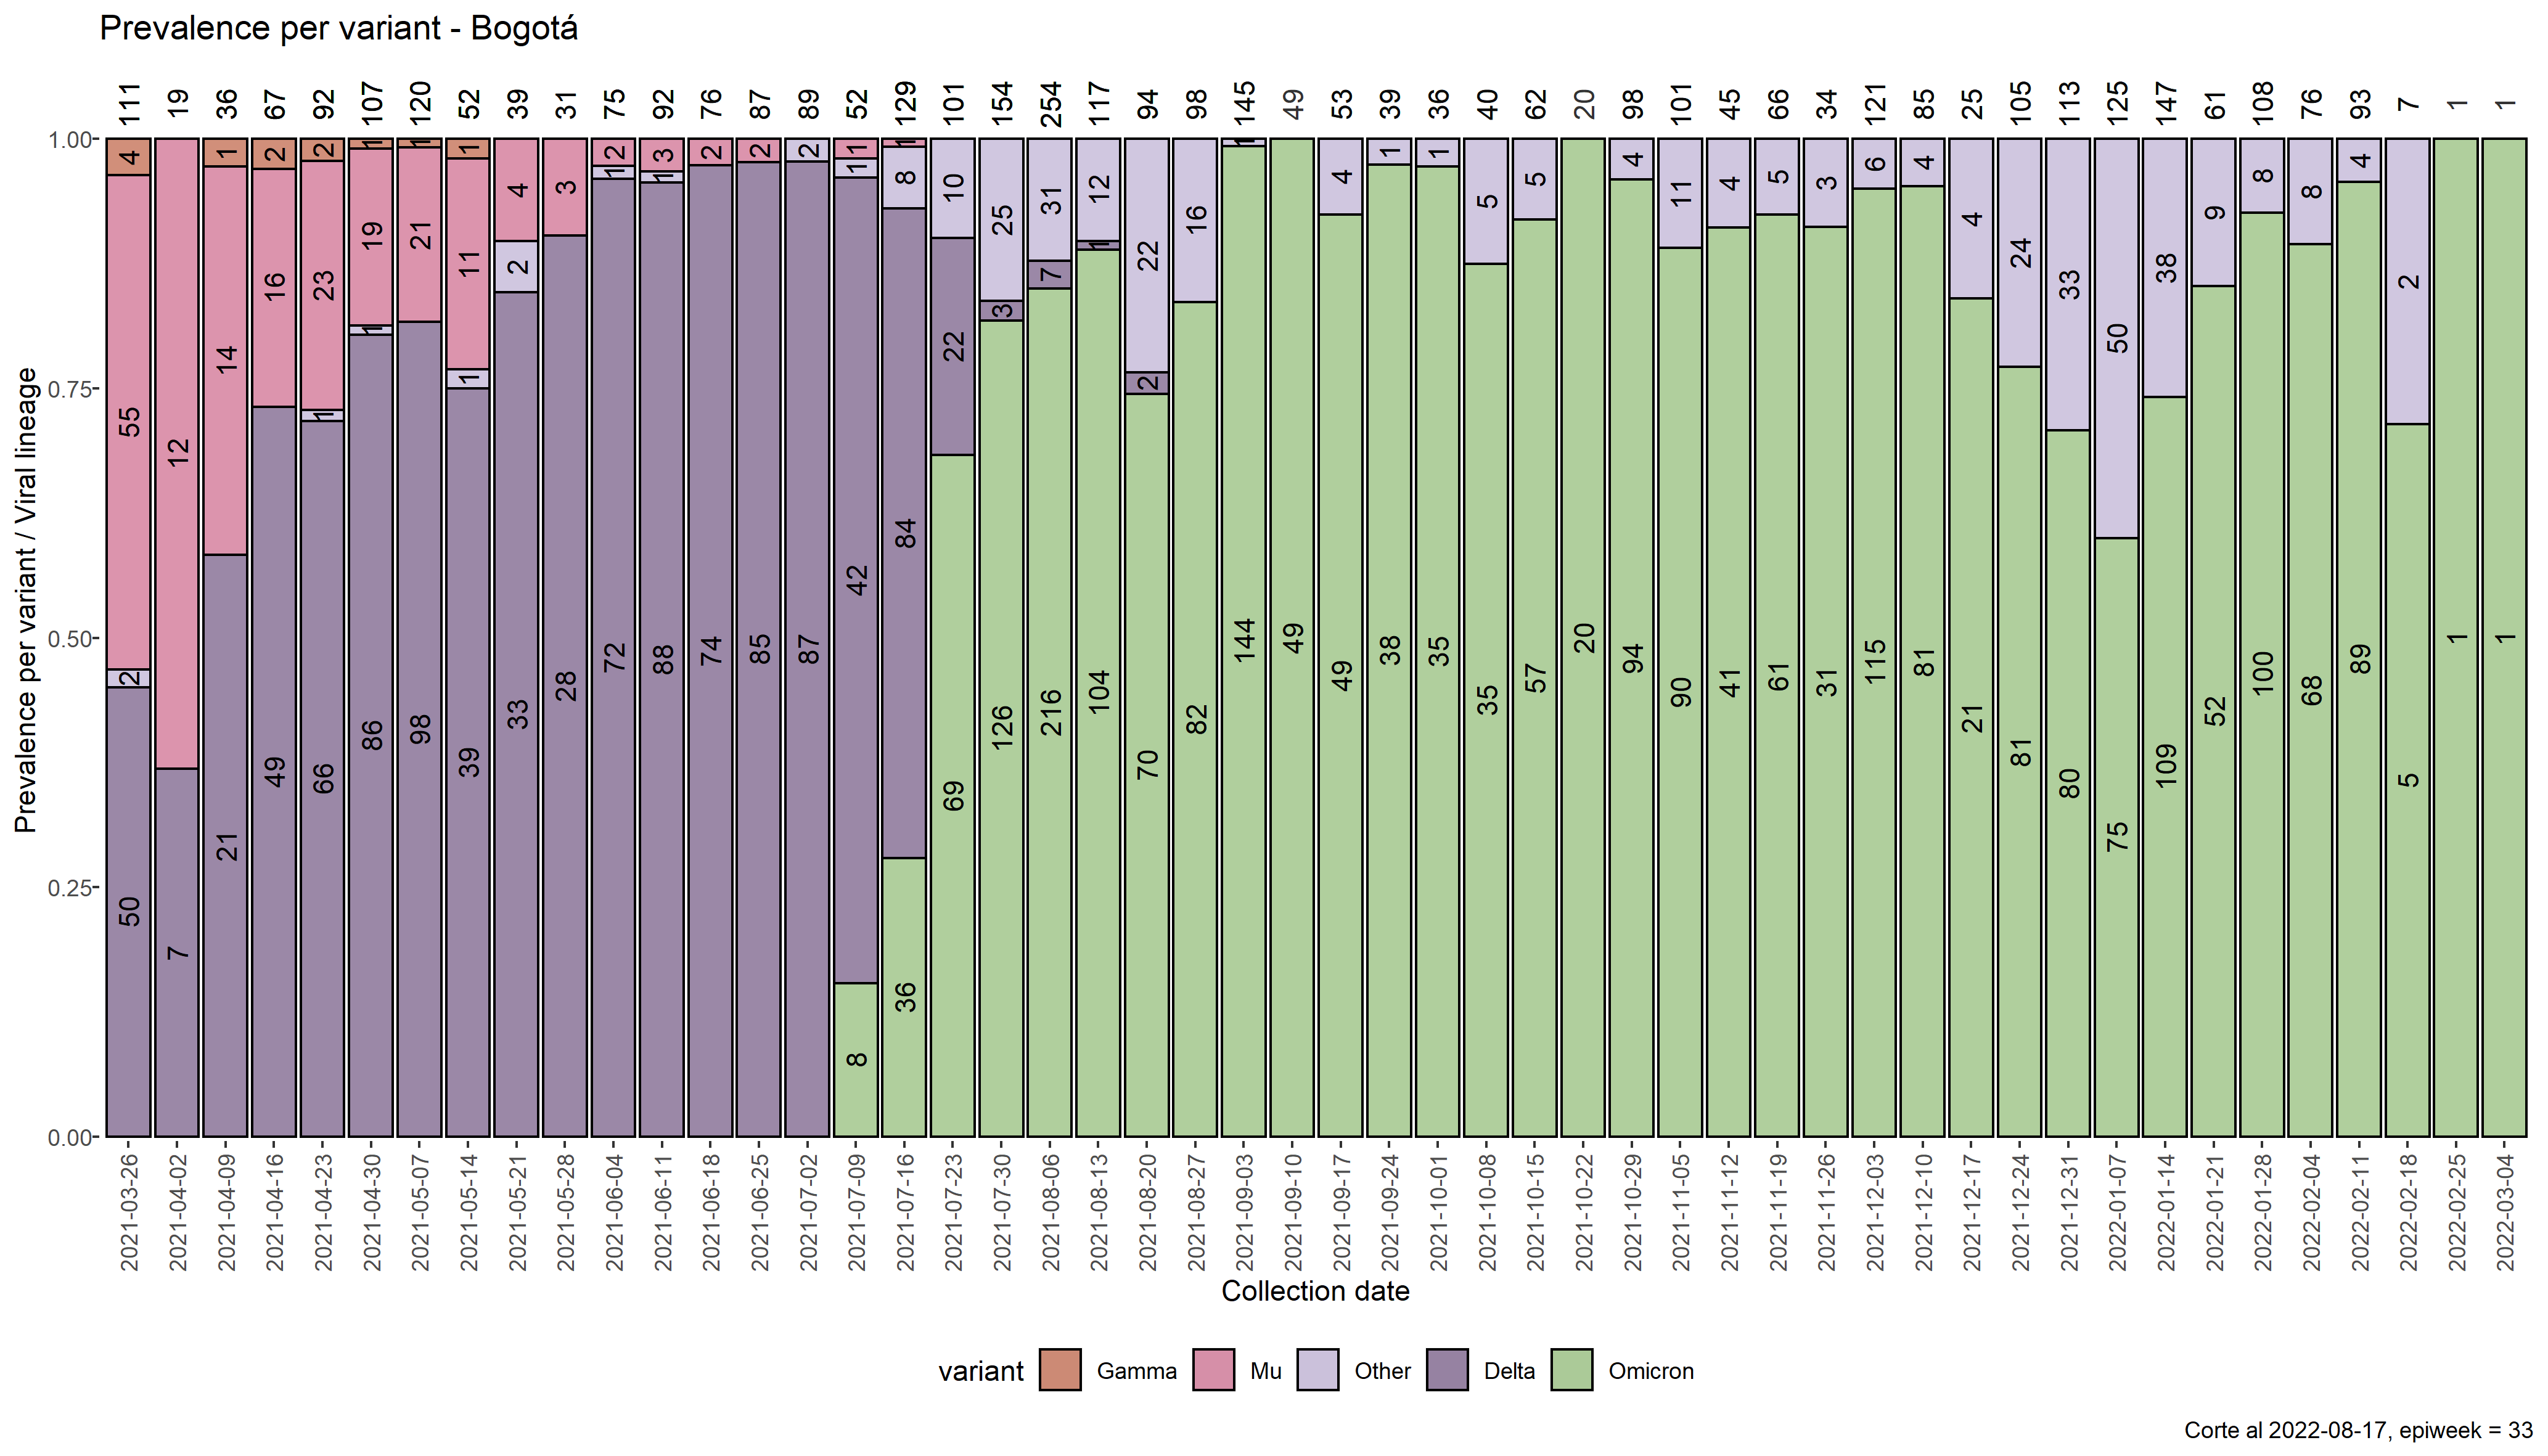 Prevalence per variant - Bogotá
111 19 36 67 92 107 120 52 39 31 75 92 76 87 89 52 129 101 154 254 117 94 98 145 49 53 39 36 40 62 20 98 101 45 66 34 121 85 25 105 113 125 147 61 108 76 93 7 1 1
Prevalence per variant / Viral lineage
1.00
0.75
0.50
0.25
0.00
4 55 2 50
12 7
1 14 21
2 16 49
2 23 1 66
1 19 1 86
1 21 98
1 11 1 39
4 2 33
3 28
2 1 72
3 1 88
2 74
2 85
2 87
1 1 42 8
1 8 84 36
10 22 69
25 3 126
31 7 216
12 1 104
22 2 70
16 82
1 144
49
4 49
1 38
1 35
5 35
5 57
20
4 94
11 90
4 41
5 61
3 31
6 115
4 81
4 21
24 81
33 80
50 75
38 109
9 52
8 100
8 68
4 89
2 5
1
1
2021-03-26 2021-04-02 2021-04-09 2021-04-16 2021-04-23 2021-04-30 2021-05-07 2021-05-14 2021-05-21 2021-05-28 2021-06-04 2021-06-11 2021-06-18 2021-06-25 2021-07-02 2021-07-09 2021-07-16 2021-07-23 2021-07-30 2021-08-06 2021-08-13 2021-08-20 2021-08-27 2021-09-03 2021-09-10 2021-09-17 2021-09-24 2021-10-01 2021-10-08 2021-10-15 2021-10-22 2021-10-29 2021-11-05 2021-11-12 2021-11-19 2021-11-26 2021-12-03 2021-12-10 2021-12-17 2021-12-24 2021-12-31 2022-01-07 2022-01-14 2022-01-21 2022-01-28 2022-02-04 2022-02-11 2022-02-18 2022-02-25 2022-03-04
Collection date
variant Gamma Mu Other Delta Omicron
Corte al 2022-08-17, epiweek = 33